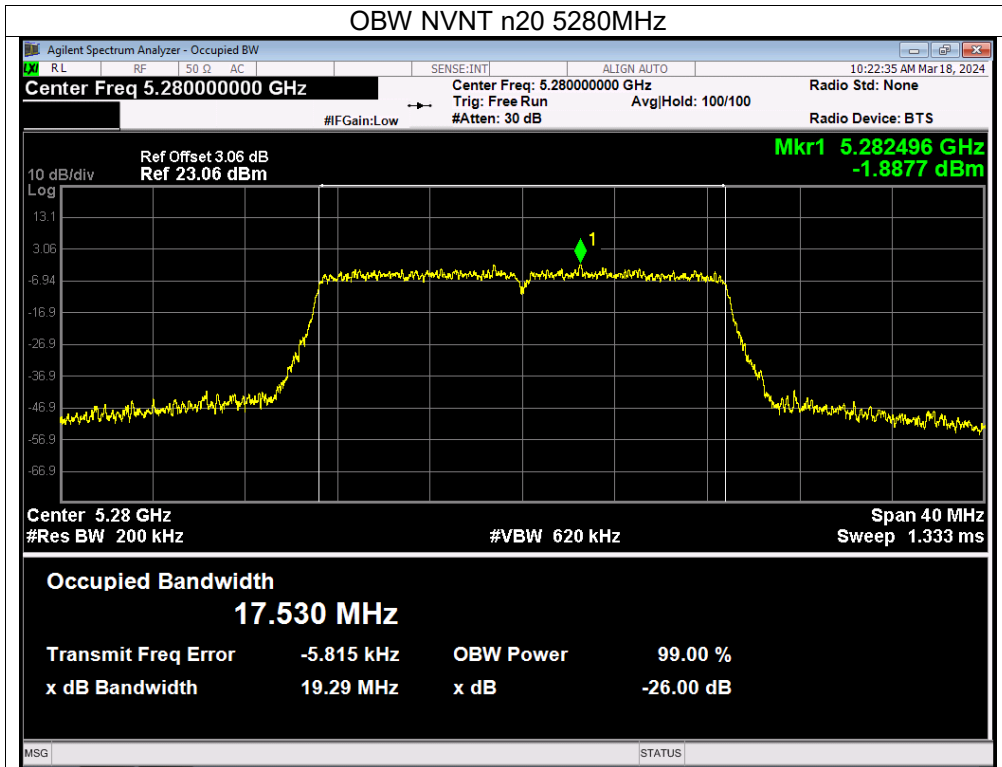 OBW NVNT n20 5280MHz
Agilent Spectrum Analyzer - Occupied BW
LXI RL RF 50 Ω AC SENSE:INT ALIGN AUTO 10:22:35 AM Mar 18, 2024
Center Freq 5.280000000 GHz Center Freq: 5.280000000 GHz Radio Std: None
Trig: Free Run Avg|Hold: 100/100
#IFGain:Low #Atten: 30 dB Radio Device: BTS
Mkr1 5.282496 GHz
-1.8877 dBm
Ref Offset 3.06 dB
10 dB/div Ref 23.06 dBm
Log
13.1
3.06
1
-6.94
-16.9
-26.9
-36.9
-46.9
-56.9
-66.9
Center 5.28 GHz Span 40 MHz
#Res BW 200 kHz #VBW 620 kHz Sweep 1.333 ms
Occupied Bandwidth
17.530 MHz
Transmit Freq Error -5.815 kHz OBW Power 99.00 %
x dB Bandwidth 19.29 MHz x dB -26.00 dB
MSG STATUS